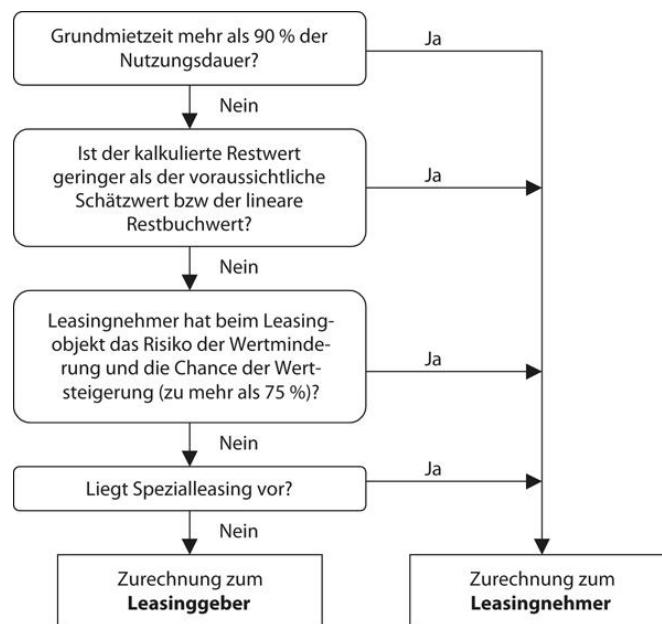 Grundmietzeit mehr als 90 % der
Nutzungsdauer?
Ja
Nein
Ist der kalkulierte Restwert
geringer als der voraussichtliche
Schätzwert bzw der lineare
Restbuchwert?
Ja
Nein
Leasingnehmer hat beim Leasing-
objekt das Risiko der Wertminde-
rung und die Chance der Wert-
steigerung (zu mehr als 75 %)?
Ja
Nein
Liegt Spezialleasing vor?
Ja
Nein
Zurechnung zum
Leasinggeber
Zurechnung zum
Leasingnehmer